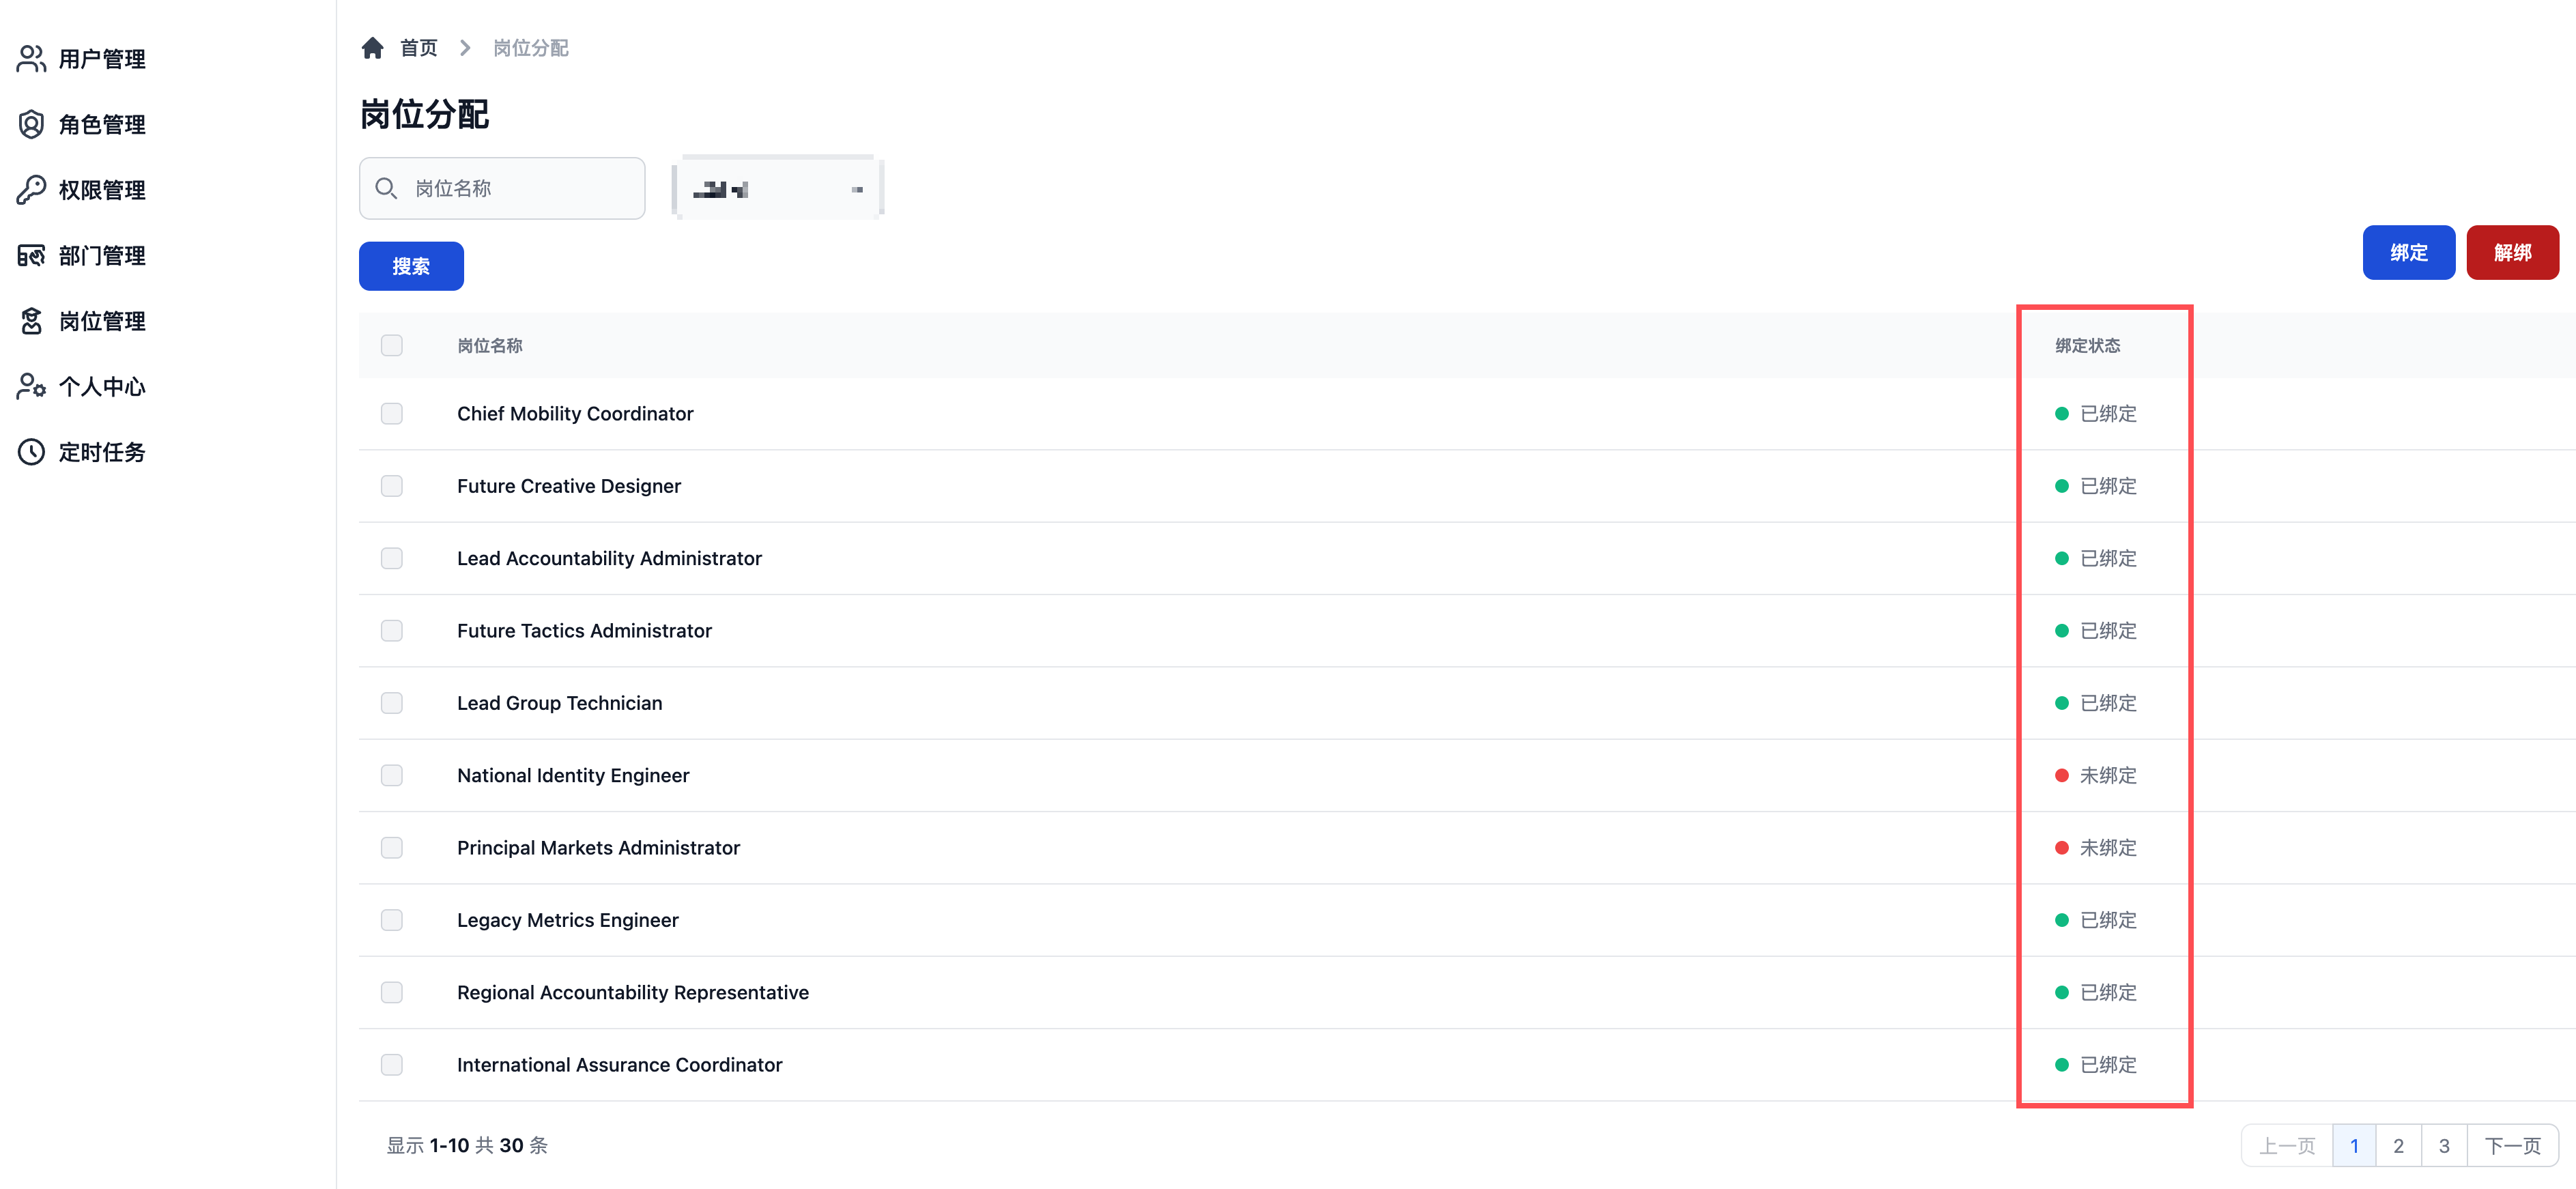 用户管理
角色管理
权限管理
部门管理
岗位管理
个人中心
定时任务
首页 岗位分配
岗位分配
岗位名称
搜索
绑定 解绑
岗位名称 绑定状态
Chief Mobility Coordinator 已绑定
Future Creative Designer 已绑定
Lead Accountability Administrator 已绑定
Future Tactics Administrator 已绑定
Lead Group Technician 已绑定
National Identity Engineer 未绑定
Principal Markets Administrator 未绑定
Legacy Metrics Engineer 已绑定
Regional Accountability Representative 已绑定
International Assurance Coordinator 已绑定
显示 1-10 共 30 条
上一页 1 2 3 下一页